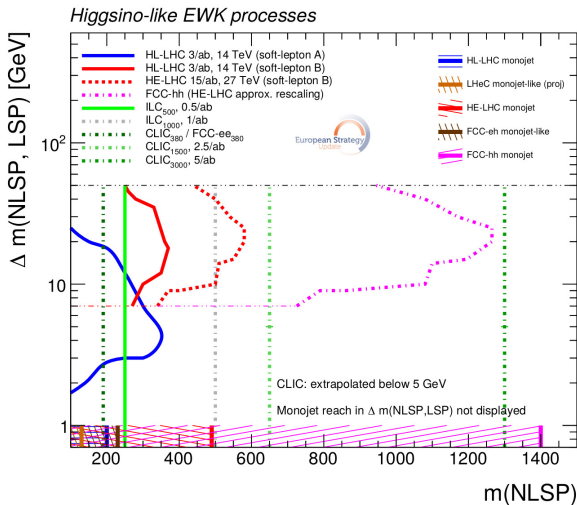 Higgsino-like EWK processes
HL-LHC 3/ab, 14 TeV (soft-lepton A)
HL-LHC 3/ab, 14 TeV (soft-lepton B)
HE-LHC 15/ab, 27 TeV (soft-lepton B)
FCC-hh (HE-LHC approx. rescaling)
ILC500, 0.5/ab
ILC1000, 1/ab
CLIC380 / FCC-ee380
CLIC1500, 2.5/ab
CLIC3000, 5/ab
HL-LHC monojet
LHeC monojet-like (proj)
HE-LHC monojet
FCC-eh monojet-like
FCC-hh monojet
European Strategy
Update
Δ m(NLSP, LSP) [GeV]
10²
10
1
CLIC: extrapolated below 5 GeV
Monojet reach in Δ m(NLSP,LSP) not displayed
200 400 600 800 1000 1200 1400
m(NLSP)